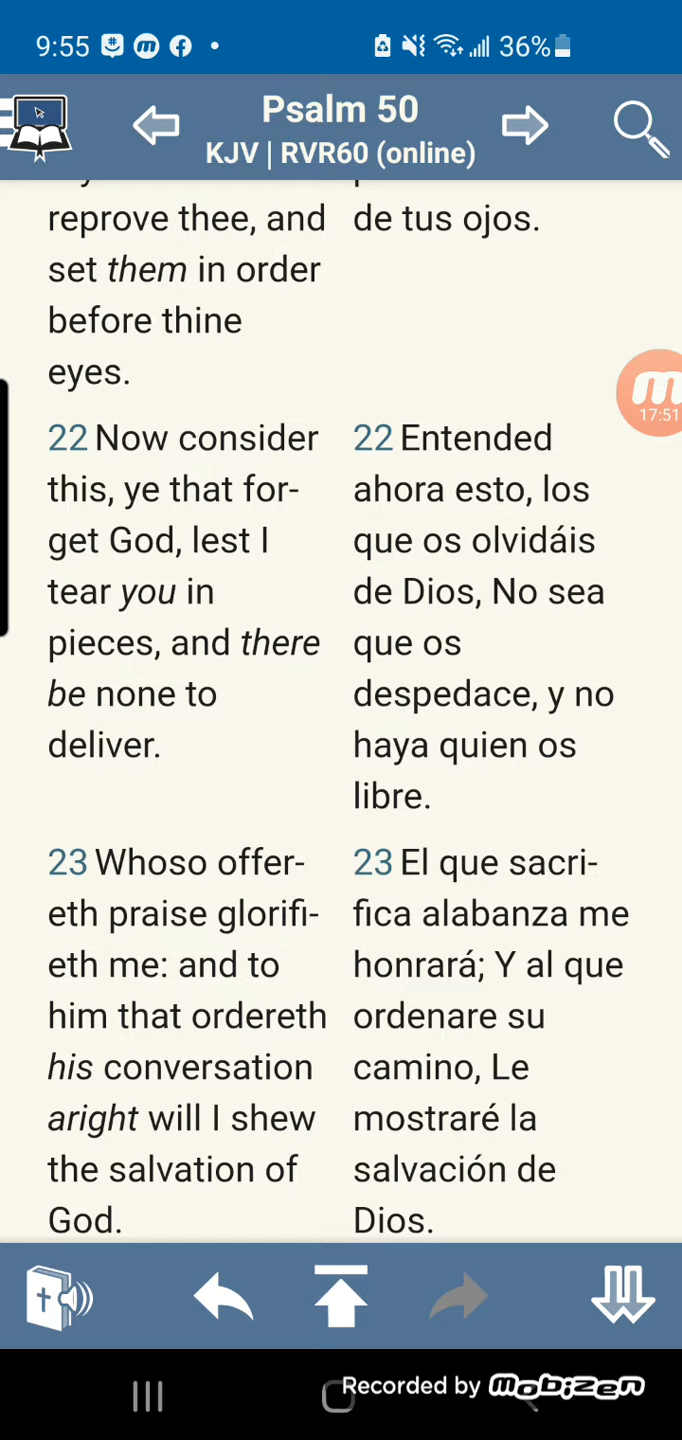 9:55
36%
Psalm 50
KJV | RVR60 (online)
reprove thee, and
set them in order
before thine
eyes.
22 Now consider
this, ye that for-
get God, lest I
tear you in
pieces, and there
be none to
deliver.
23 Whoso offer-
eth praise glorifi-
eth me: and to
him that ordereth
his conversation
aright will I shew
the salvation of
God.
de tus ojos.
22 Entended
ahora esto, los
que os olvidáis
de Dios, No sea
que os
despedace, y no
haya quien os
libre.
23 El que sacri-
fica alabanza me
honrará; Y al que
ordenare su
camino, Le
mostraré la
salvación de
Dios.
17:51
Recorded by Mobizen